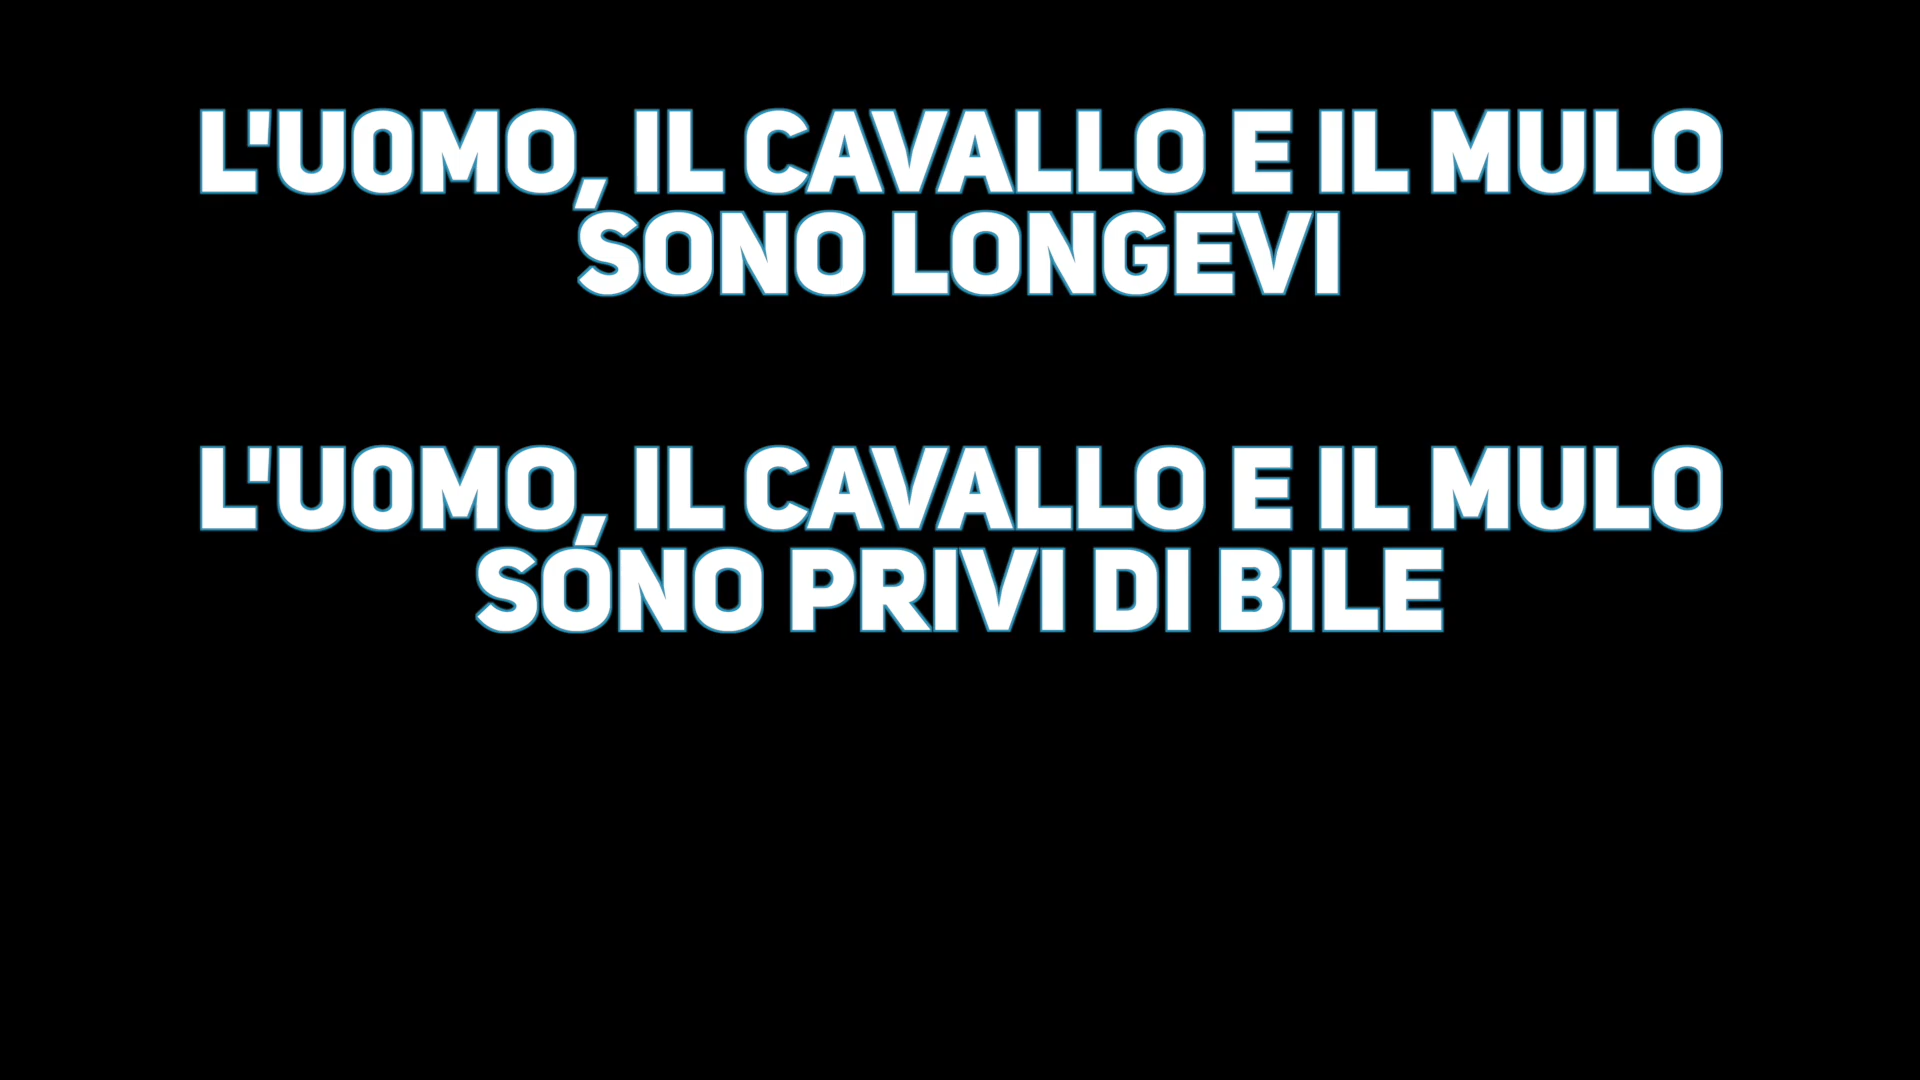 L'UOMO, IL CAVALLO E IL MULO
SONO LONGEVI
L'UOMO, IL CAVALLO E IL MULO
SONO PRIVI DI BILE